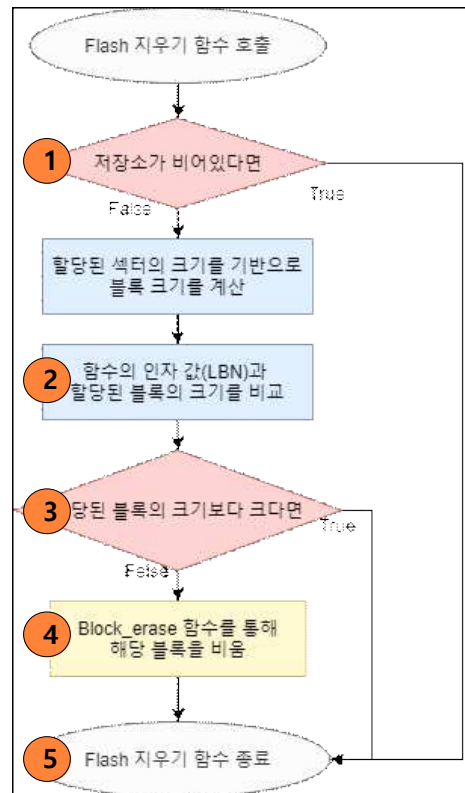 Flash 지우기 함수 호출
1
저장소가 비어있다면
True
False
할당된 섹터의 크기를 기반으로
블록 크기를 계산
2
함수의 인자 값(LBN)과
할당된 블록의 크기를 비교
3
당된 블록의 크기보다 크다면
True
False
4
Block_erase 함수를 통해
해당 블록을 비움
5
Flash 지우기 함수 종료